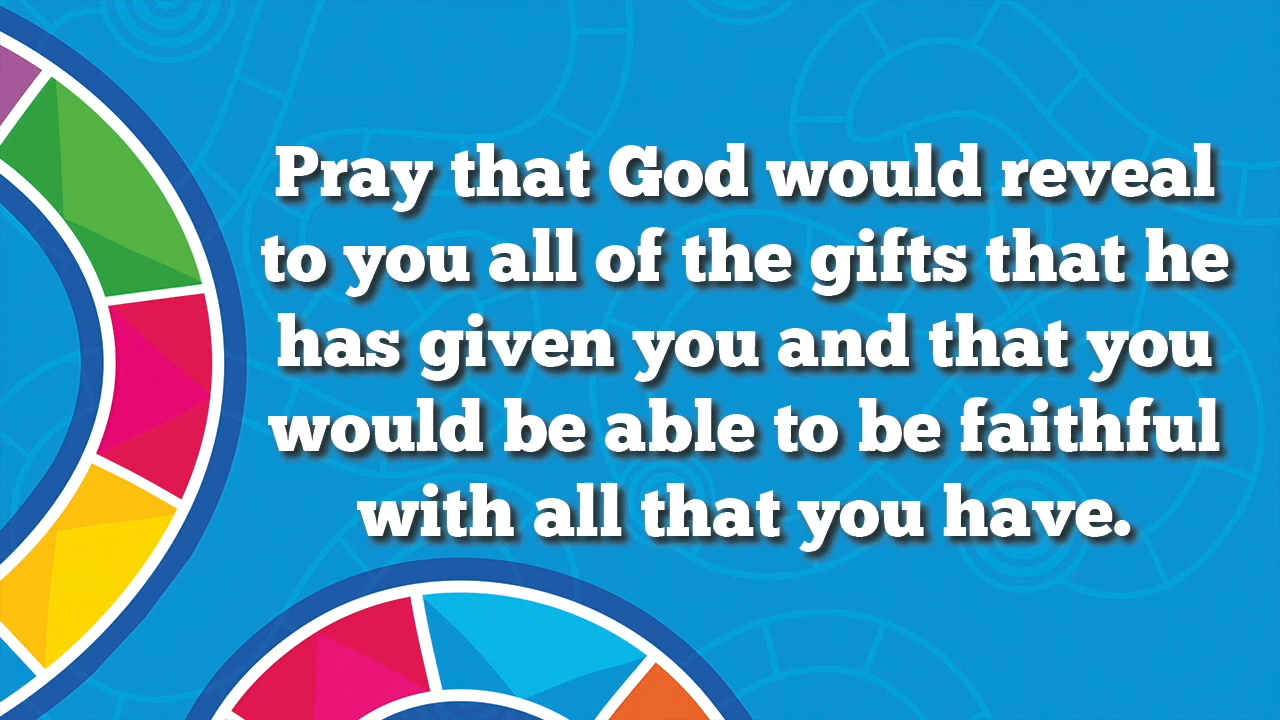 Pray that God would reveal
to you all of the gifts that he
has given you and that you
would be able to be faithful
with all that you have.